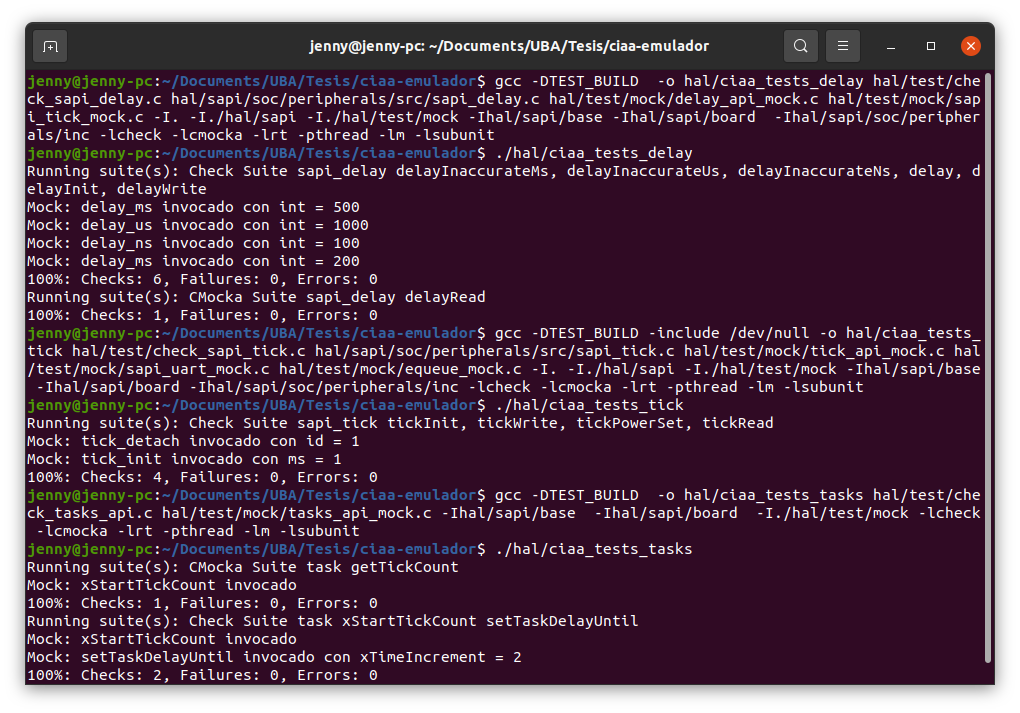 jenny@jenny-pc: ~/Documents/UBA/Tesis/ciaa-emulador
jenny@jenny-pc:~/Documents/UBA/Tesis/ciaa-emulador$ gcc -DTEST_BUILD  -o hal/ciaa_tests_delay hal/test/che
ck_sapi_delay.c hal/sapi/soc/peripherals/src/sapi_delay.c hal/test/mock/delay_api_mock.c hal/test/mock/sap
i_tick_mock.c -I. -I./hal/sapi -I./hal/test/mock -Ihal/sapi/base -Ihal/sapi/board  -Ihal/sapi/soc/peripher
als/inc -lcheck -lcmocka -lrt -pthread -lm -lsubunit
jenny@jenny-pc:~/Documents/UBA/Tesis/ciaa-emulador$ ./hal/ciaa_tests_delay
Running suite(s): Check Suite sapi_delay delayInaccurateMs, delayInaccurateUs, delayInaccurateNs, delay, d
elayInit, delayWrite
Mock: delay_ms invocado con int = 500
Mock: delay_us invocado con int = 1000
Mock: delay_ns invocado con int = 100
Mock: delay_ms invocado con int = 200
100%: Checks: 6, Failures: 0, Errors: 0
Running suite(s): CMocka Suite sapi_delay delayRead
100%: Checks: 1, Failures: 0, Errors: 0
jenny@jenny-pc:~/Documents/UBA/Tesis/ciaa-emulador$ gcc -DTEST_BUILD -include /dev/null -o hal/ciaa_tests_
tick hal/test/check_sapi_tick.c hal/sapi/soc/peripherals/src/sapi_tick.c hal/test/mock/tick_api_mock.c hal
/test/mock/sapi_uart_mock.c hal/test/mock/equeue_mock.c -I. -I./hal/sapi -I./hal/test/mock -Ihal/sapi/base
 -Ihal/sapi/board -Ihal/sapi/soc/peripherals/inc -lcheck -lcmocka -lrt -pthread -lm -lsubunit
jenny@jenny-pc:~/Documents/UBA/Tesis/ciaa-emulador$ ./hal/ciaa_tests_tick
Running suite(s): Check Suite sapi_tick tickInit, tickWrite, tickPowerSet, tickRead
Mock: tick_detach invocado con id = 1
Mock: tick_init invocado con ms = 1
100%: Checks: 4, Failures: 0, Errors: 0
jenny@jenny-pc:~/Documents/UBA/Tesis/ciaa-emulador$ gcc -DTEST_BUILD  -o hal/ciaa_tests_tasks hal/test/che
ck_tasks_api.c hal/test/mock/tasks_api_mock.c -Ihal/sapi/base  -Ihal/sapi/board  -I./hal/test/mock -lcheck
 -lcmocka -lrt -pthread -lm -lsubunit
jenny@jenny-pc:~/Documents/UBA/Tesis/ciaa-emulador$ ./hal/ciaa_tests_tasks
Running suite(s): CMocka Suite task getTickCount
Mock: xStartTickCount invocado
100%: Checks: 1, Failures: 0, Errors: 0
Running suite(s): Check Suite task xStartTickCount setTaskDelayUntil
Mock: xStartTickCount invocado
Mock: setTaskDelayUntil invocado con xTimeIncrement = 2
100%: Checks: 2, Failures: 0, Errors: 0